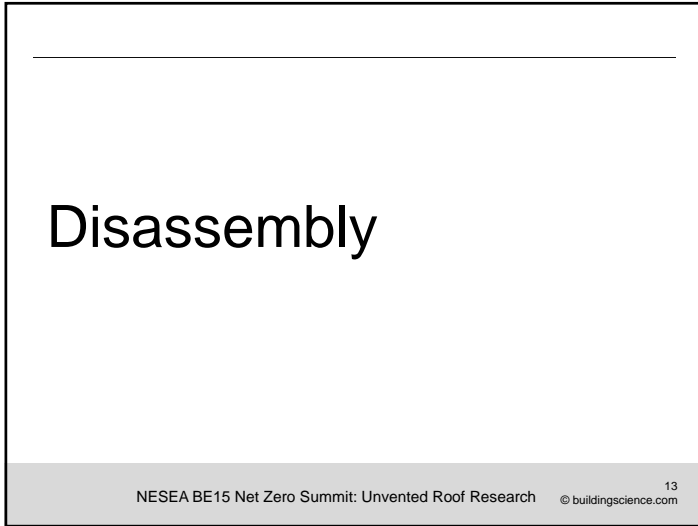 Disassembly
NESEA BE15 Net Zero Summit: Unvented Roof Research
13
© buildingscience.com